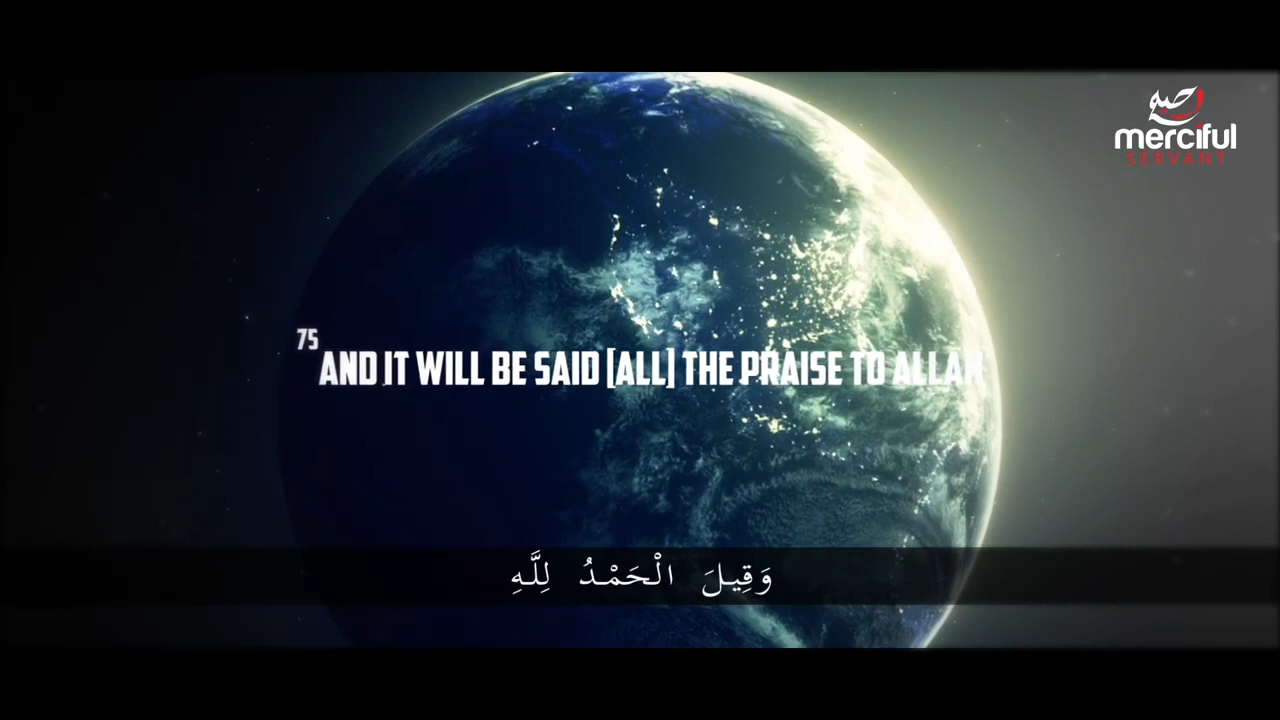 merciful
SERVANT
75
AND IT WILL BE SAID [ALL] THE PRAISE TO ALLAH
وَقِيلَ الْحَمْدُ لِلَّهِ